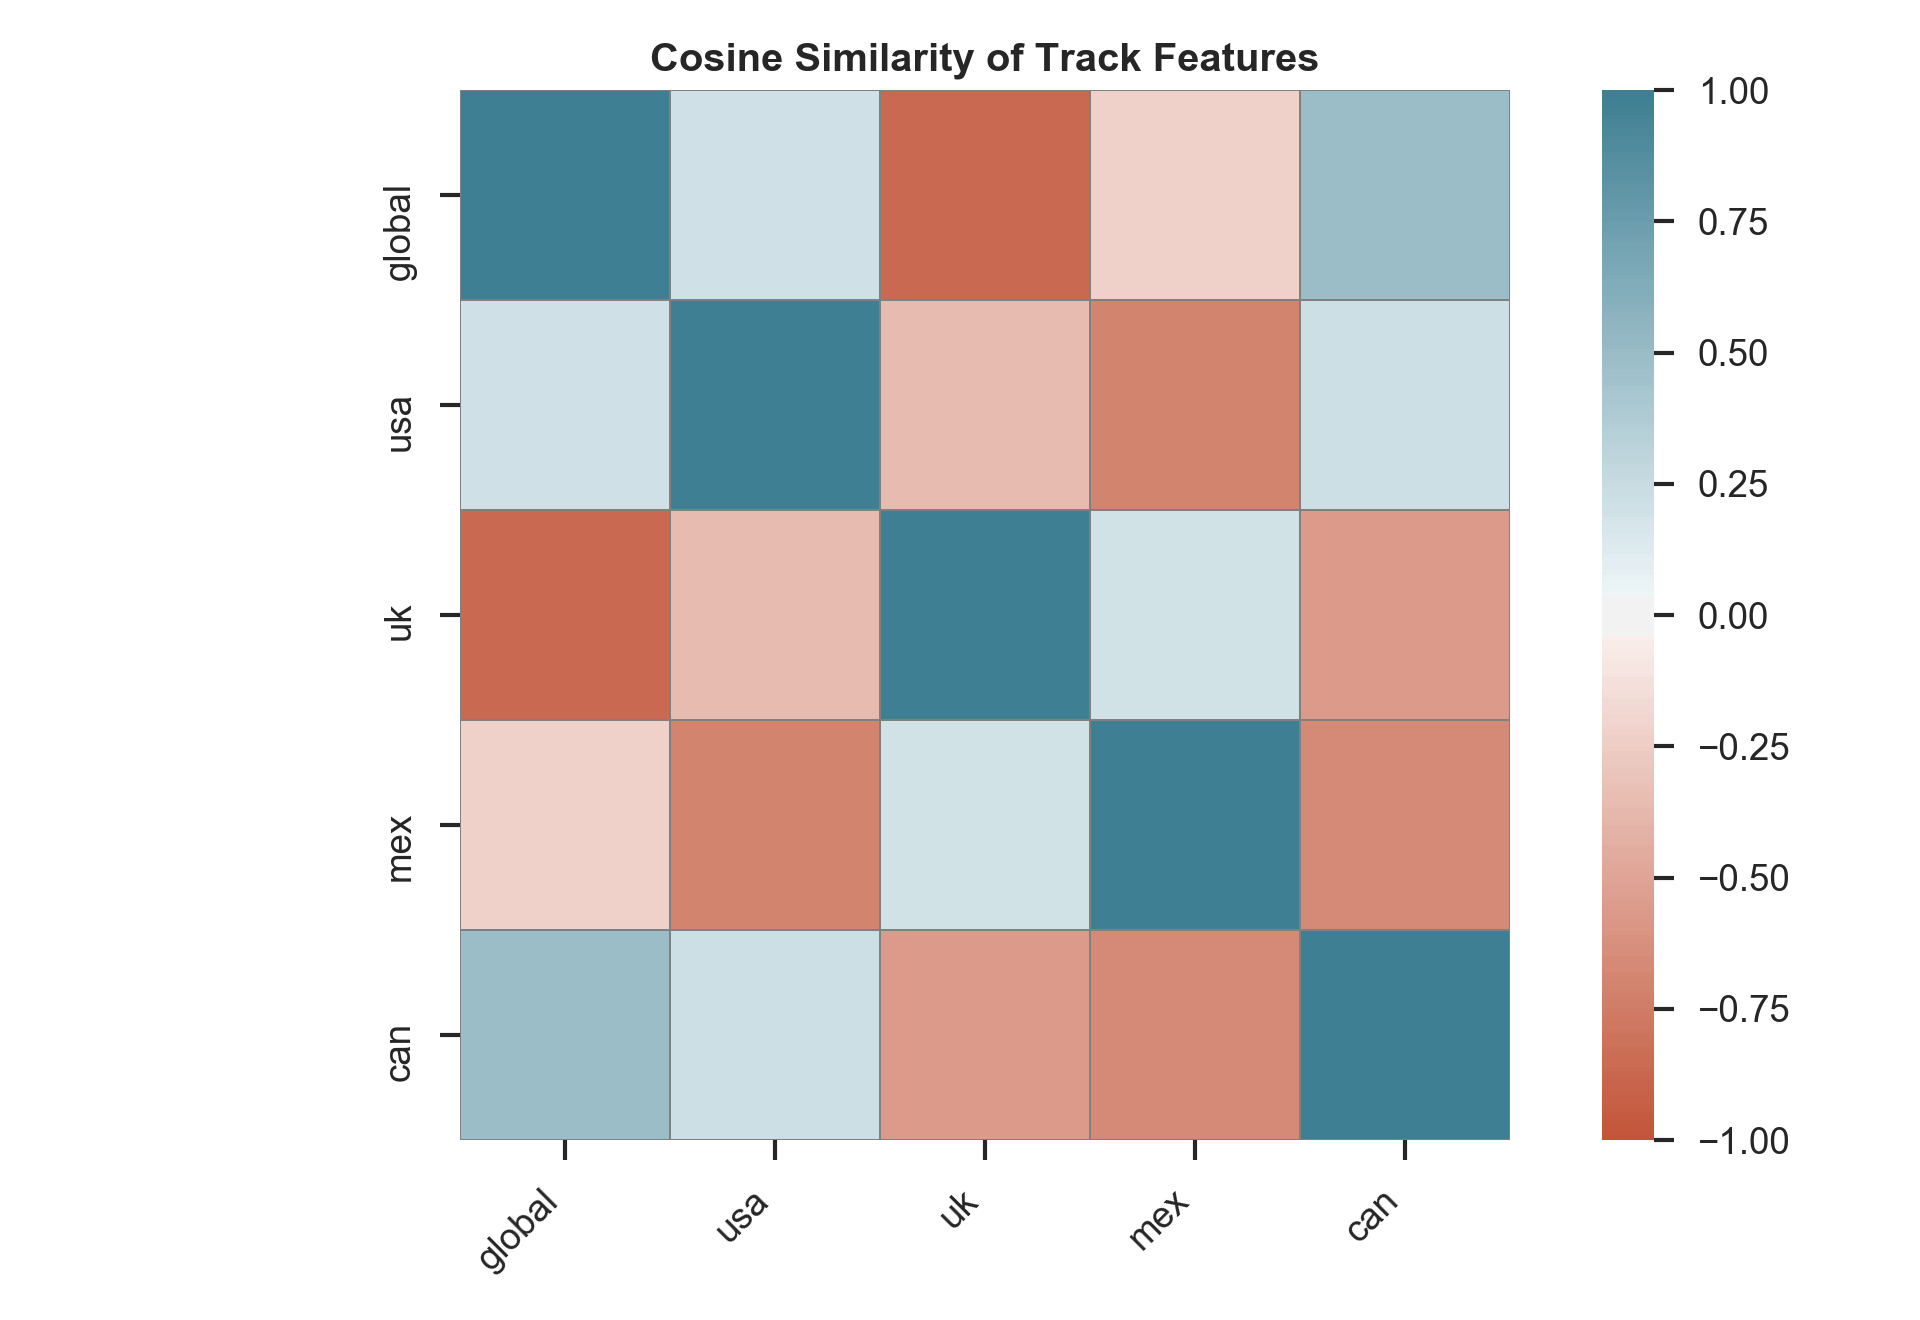 Cosine Similarity of Track Features
global
usa
uk
mex
can
global
usa
uk
mex
can
1.00
0.75
0.50
0.25
0.00
−0.25
−0.50
−0.75
−1.00